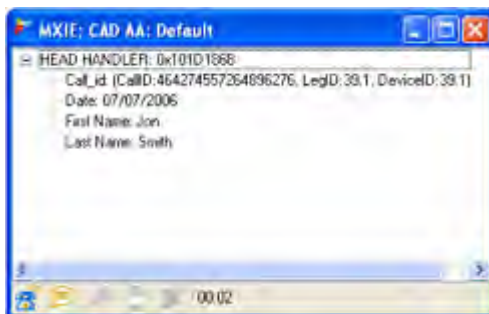 MXIE: CAD AA: Default
HEAD HANDLER: 0x101D1868
Call_id: (CallID:464274557264896276, LegID:39.1, DeviceID:39.1)
Date: 07/07/2006
First Name: Jon
Last Name: Smith
00:02